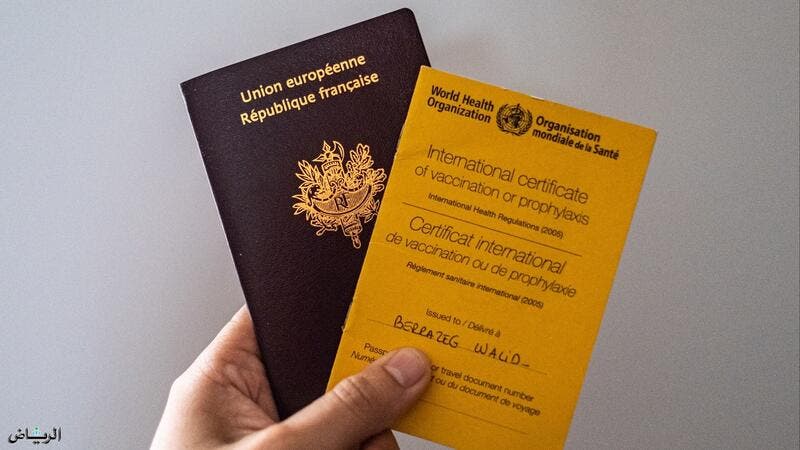 Union européenne
République française
RF
World Health
Organization
Organisation
mondiale de la Santé
International certificate
of vaccination or prophylaxis
International Health Regulations (2005)
Certificat international
de vaccination ou de prophylaxie
Règlement sanitaire international (2005)
Issued to / Délivré à
BERRAZEG WALID
or travel document number
ou du document de voyage
الرياض